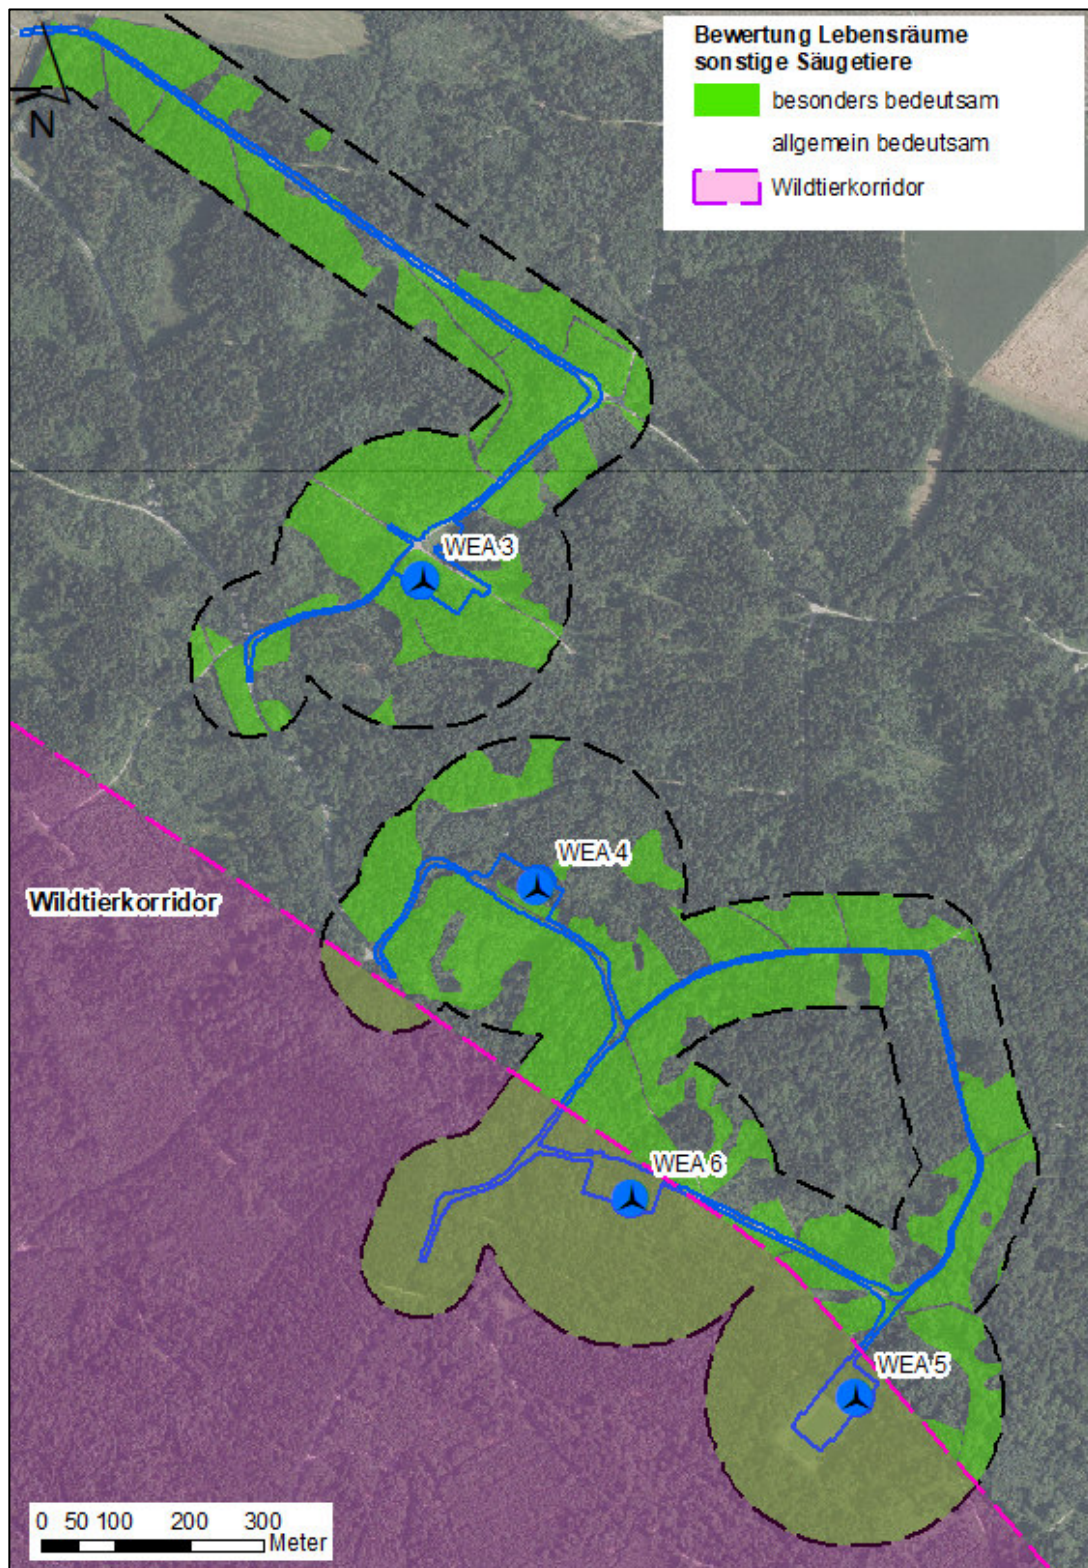 Bewertung Lebensräume
sonstige Säugetiere
besonders bedeutsam
allgemein bedeutsam
Wildtierkorridor
N
WEA 3
WEA 4
Wildtierkorridor
WEA 6
WEA 5
0 50 100 200 300
Meter